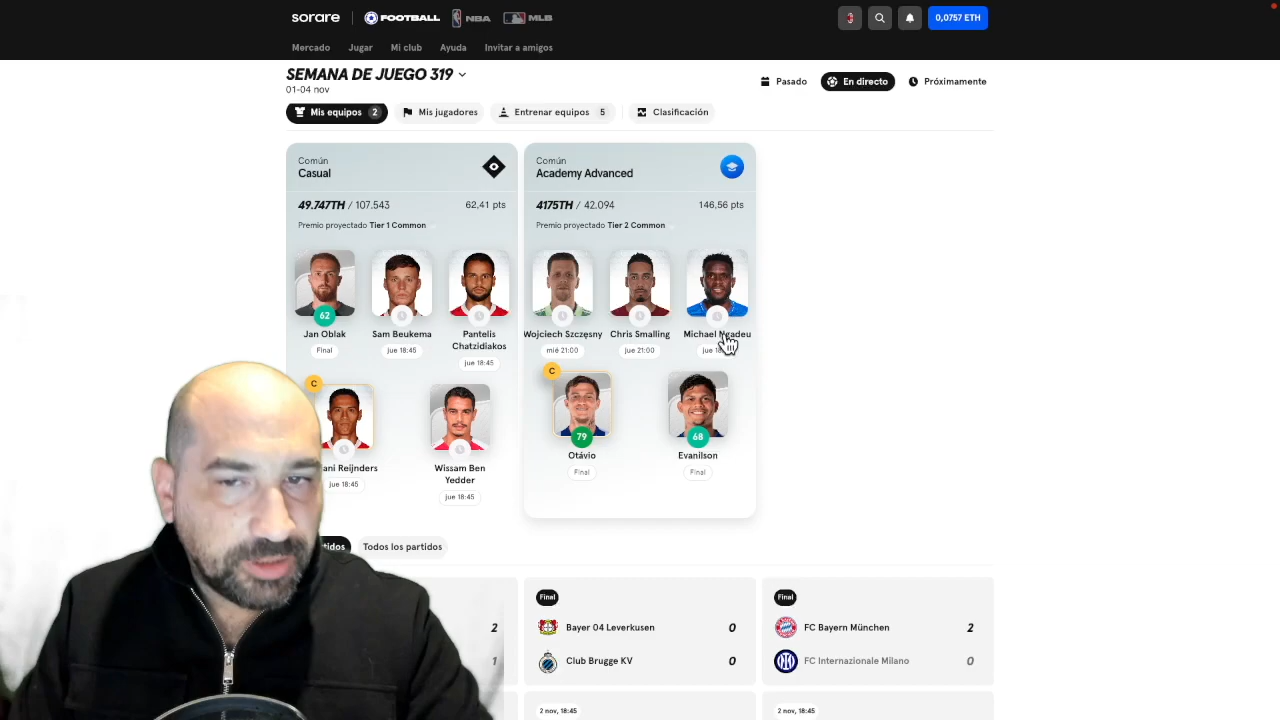 sorare
FOOTBALL
NBA
MLB
0,0757 ETH
Mercado
Jugar
Mi club
Ayuda
Invitar a amigos
SEMANA DE JUEGO 319
01-04 nov
Pasado
En directo
Próximamente
Mis equipos 2
Mis jugadores
Entrenar equipos 5
Clasificación
Común
Casual
49.747TH / 107.543
62,41 pts
Premio proyectado Tier 1 Common
62
Jan Oblak
Final
Sam Beukema
jue 18:45
Pantelis
Chatzidiakos
jue 18:45
C
Reijnders
jue 18:45
Wissam Ben
Yedder
jue 18:45
Común
Academy Advanced
4175TH / 42.094
146,56 pts
Premio proyectado Tier 2 Common
Wojciech Szczęsny
mié 21:00
Chris Smalling
jue 21:00
Michael Ngadeu
jue
C
79
Otávio
Final
68
Evanilson
Final
Todos los partidos
2
1
Final
Bayer 04 Leverkusen 0
Club Brugge KV 0
Final
FC Bayern München 2
FC Internazionale Milano 0
2 nov, 18:45
2 nov, 18:45